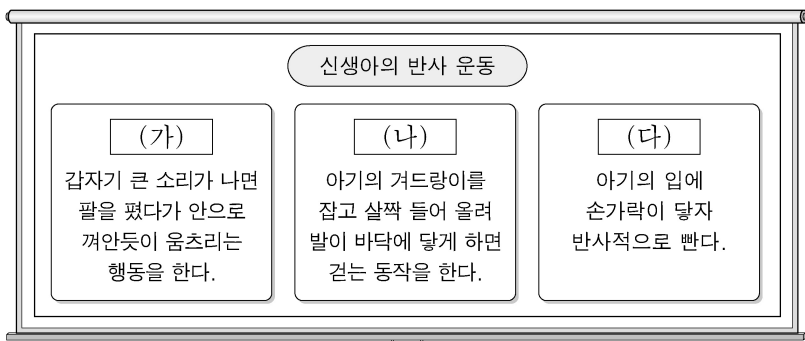 신생아의 반사 운동
(가)
갑자기 큰 소리가 나면
팔을 폈다가 안으로
껴안듯이 움츠리는
행동을 한다.
(나)
아기의 겨드랑이를
잡고 살짝 들어 올려
발이 바닥에 닿게 하면
걷는 동작을 한다.
(다)
아기의 입에
손가락이 닿자
반사적으로 빤다.